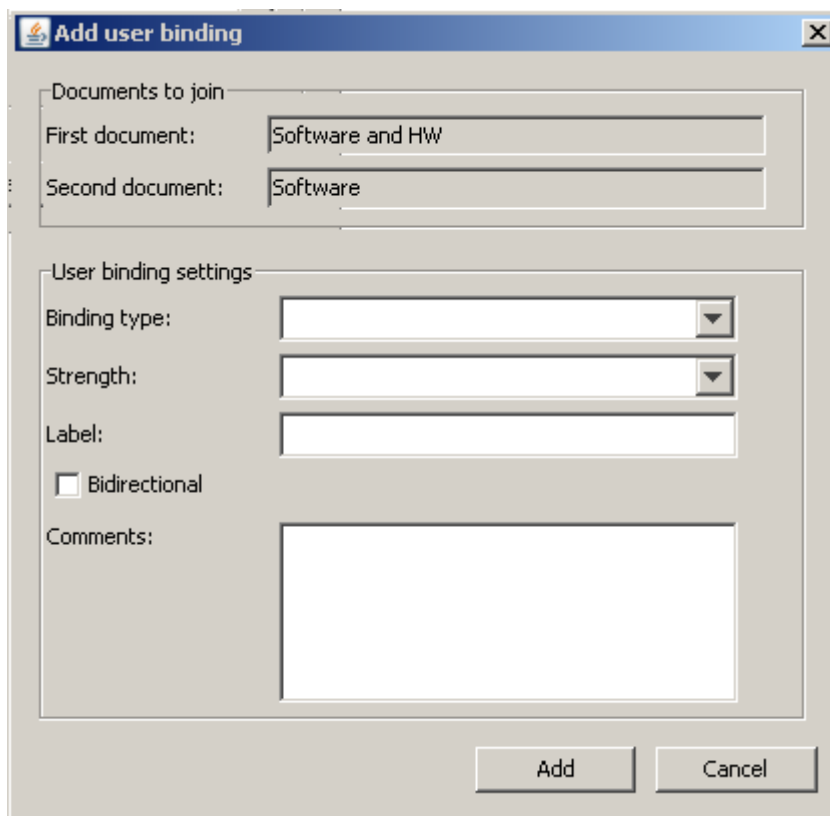 Add user binding
Documents to join
First document: Software and HW
Second document: Software
User binding settings
Binding type:
Strength:
Label:
Bidirectional
Comments:
Add Cancel